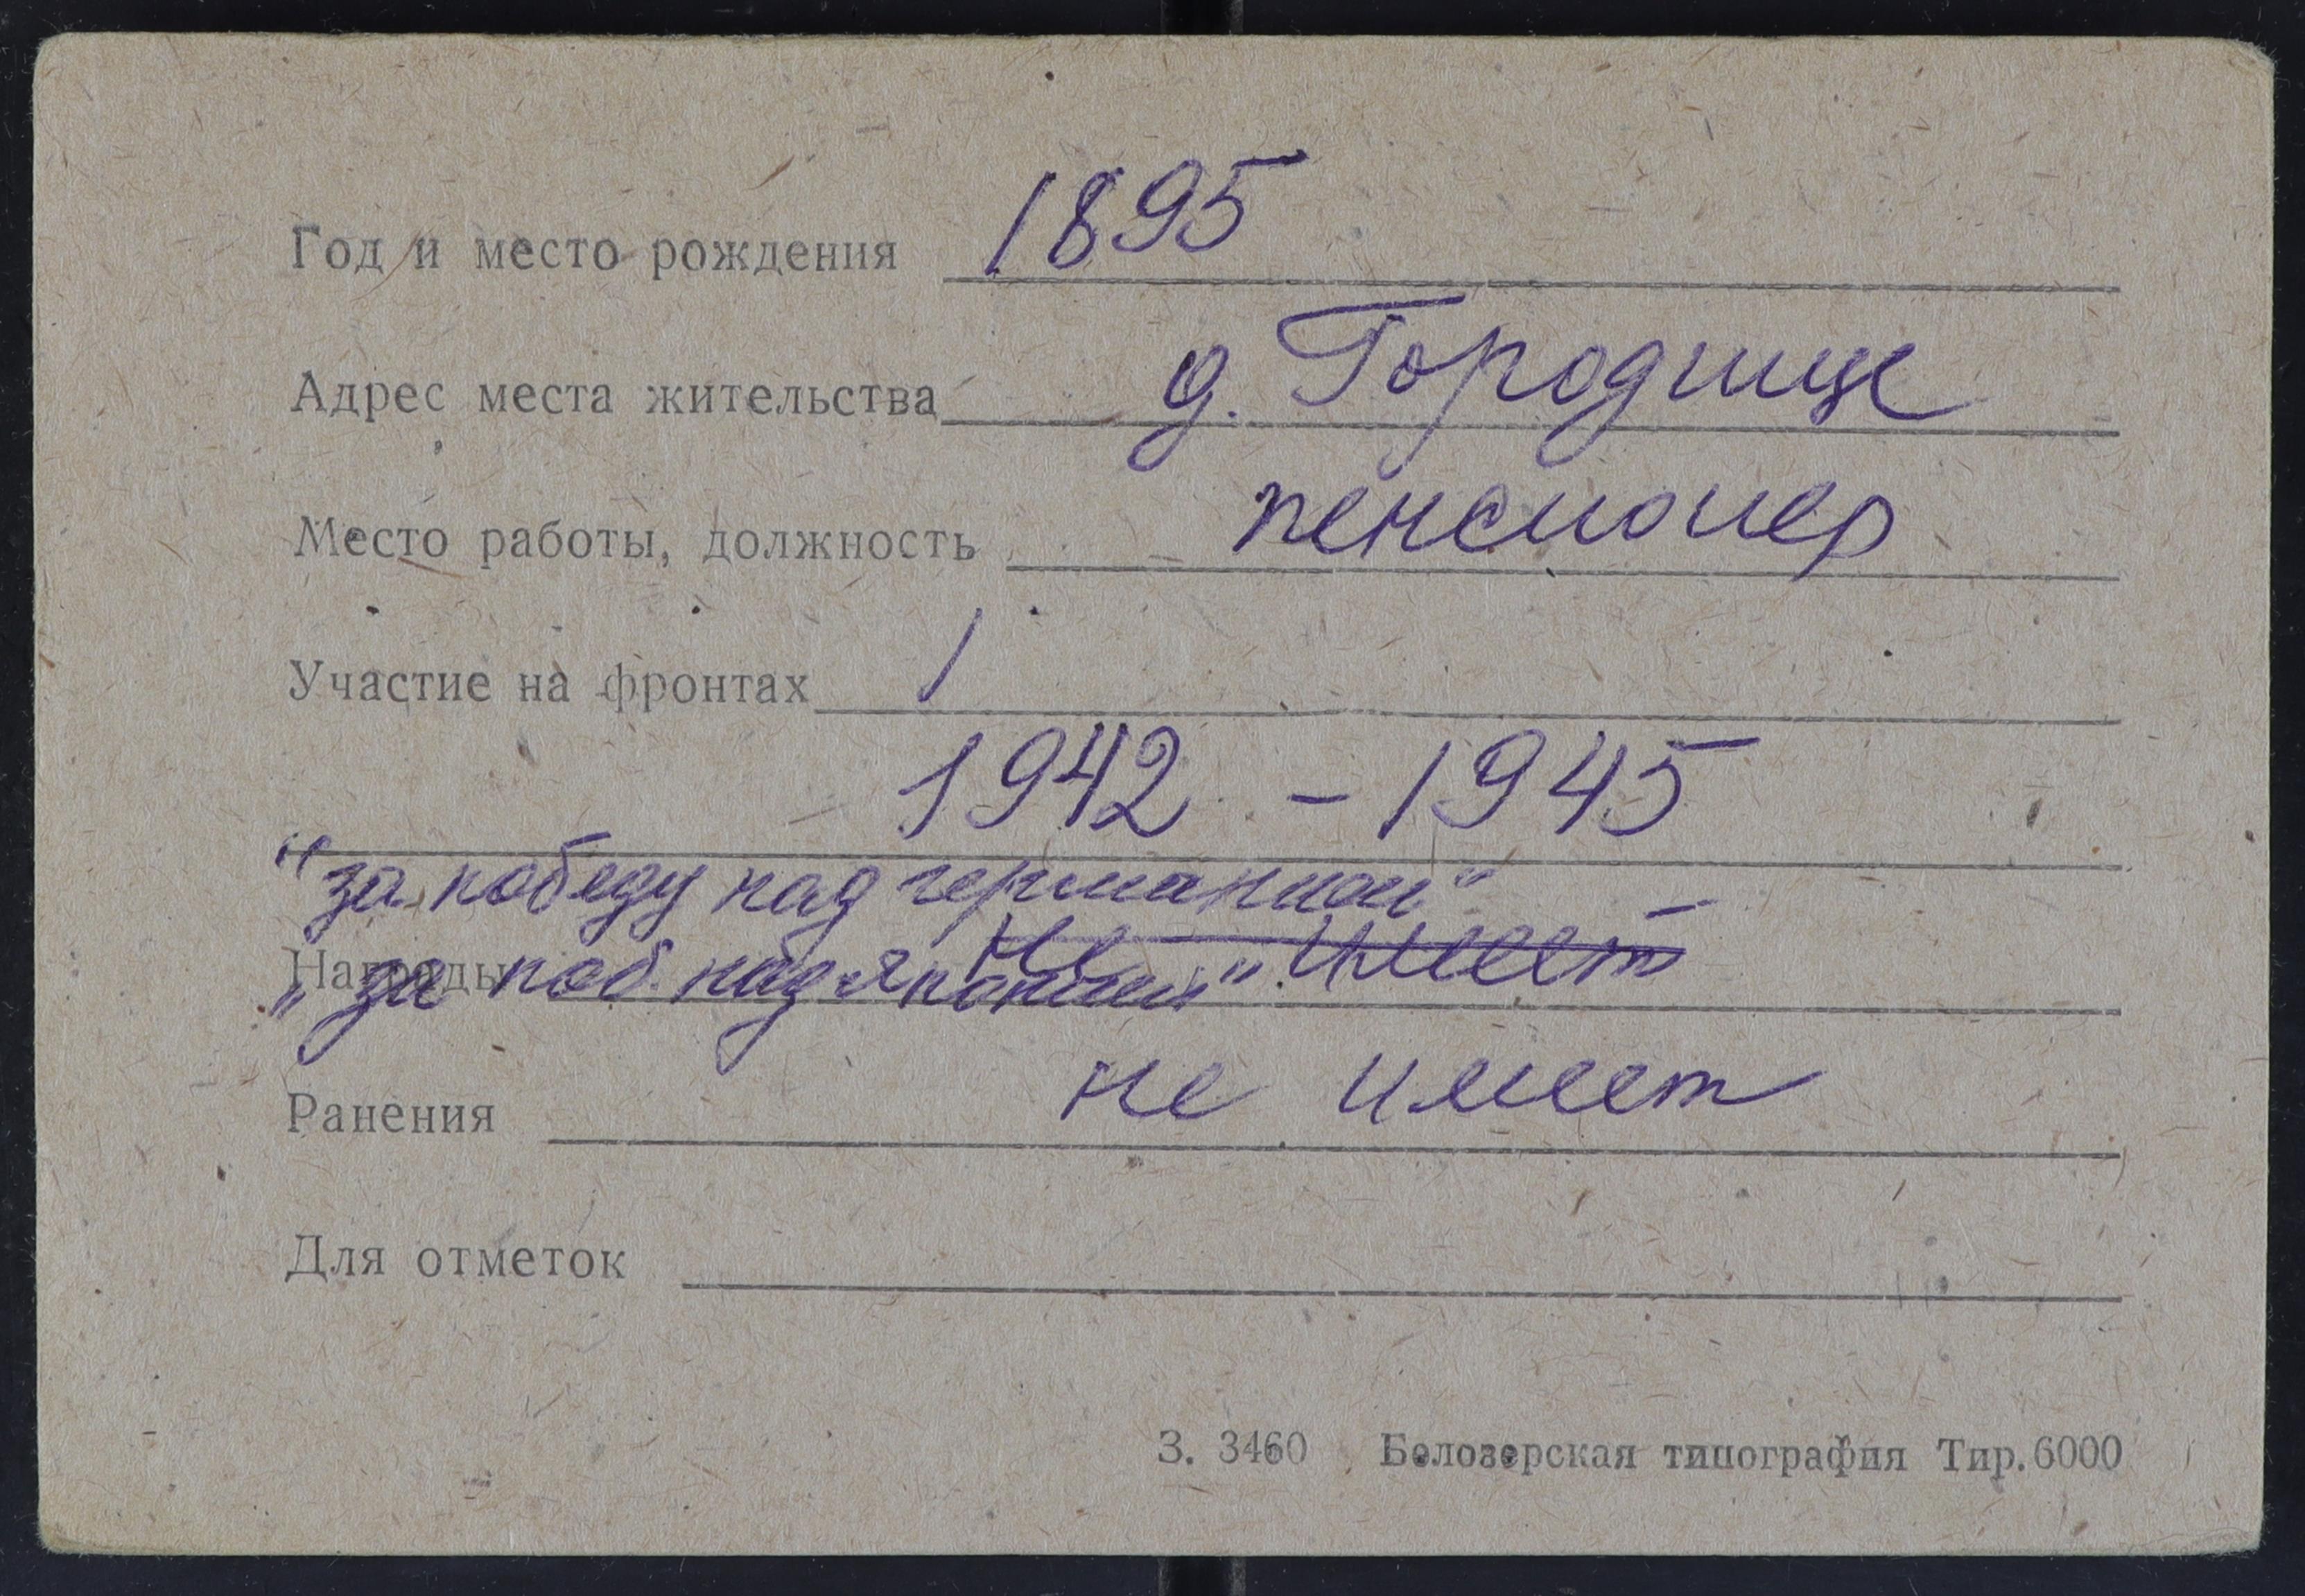 Год и место рождения 1895
Адрес места жительства д. Городище
Место работы, должность пенсионер
Участие на фронтах
1942 - 1945
"за победу над германией"
Награды не имеет
"за поб. над японией"
Ранения не имеет
Для отметок
З. 3460 Белозерская типография Тир. 6000